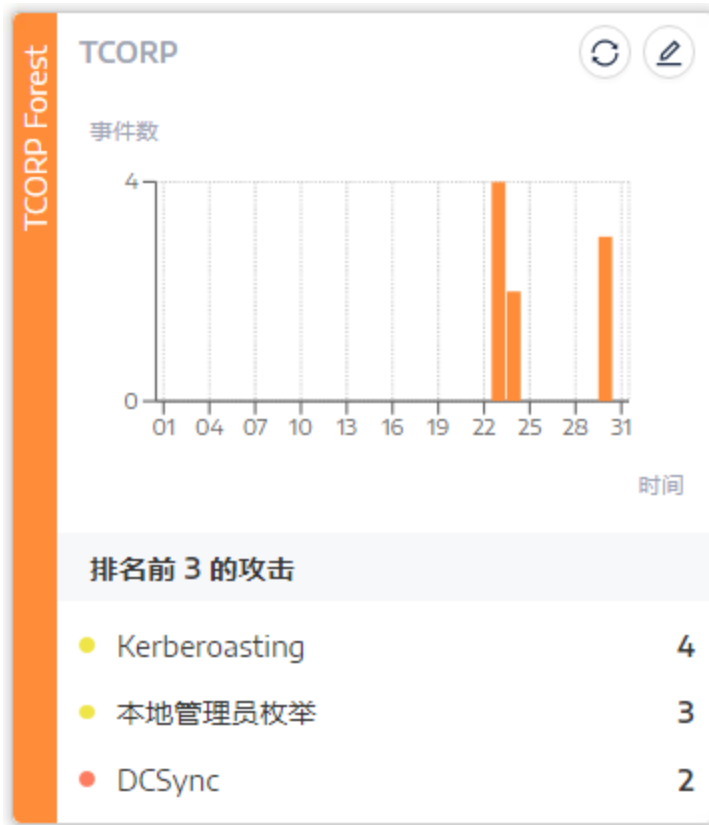 TCORP Forest
TCORP
事件数
4
0
01 04 07 10 13 16 19 22 25 28 31
时间
排名前 3 的攻击
Kerberoasting 4
本地管理员枚举 3
DCSync 2